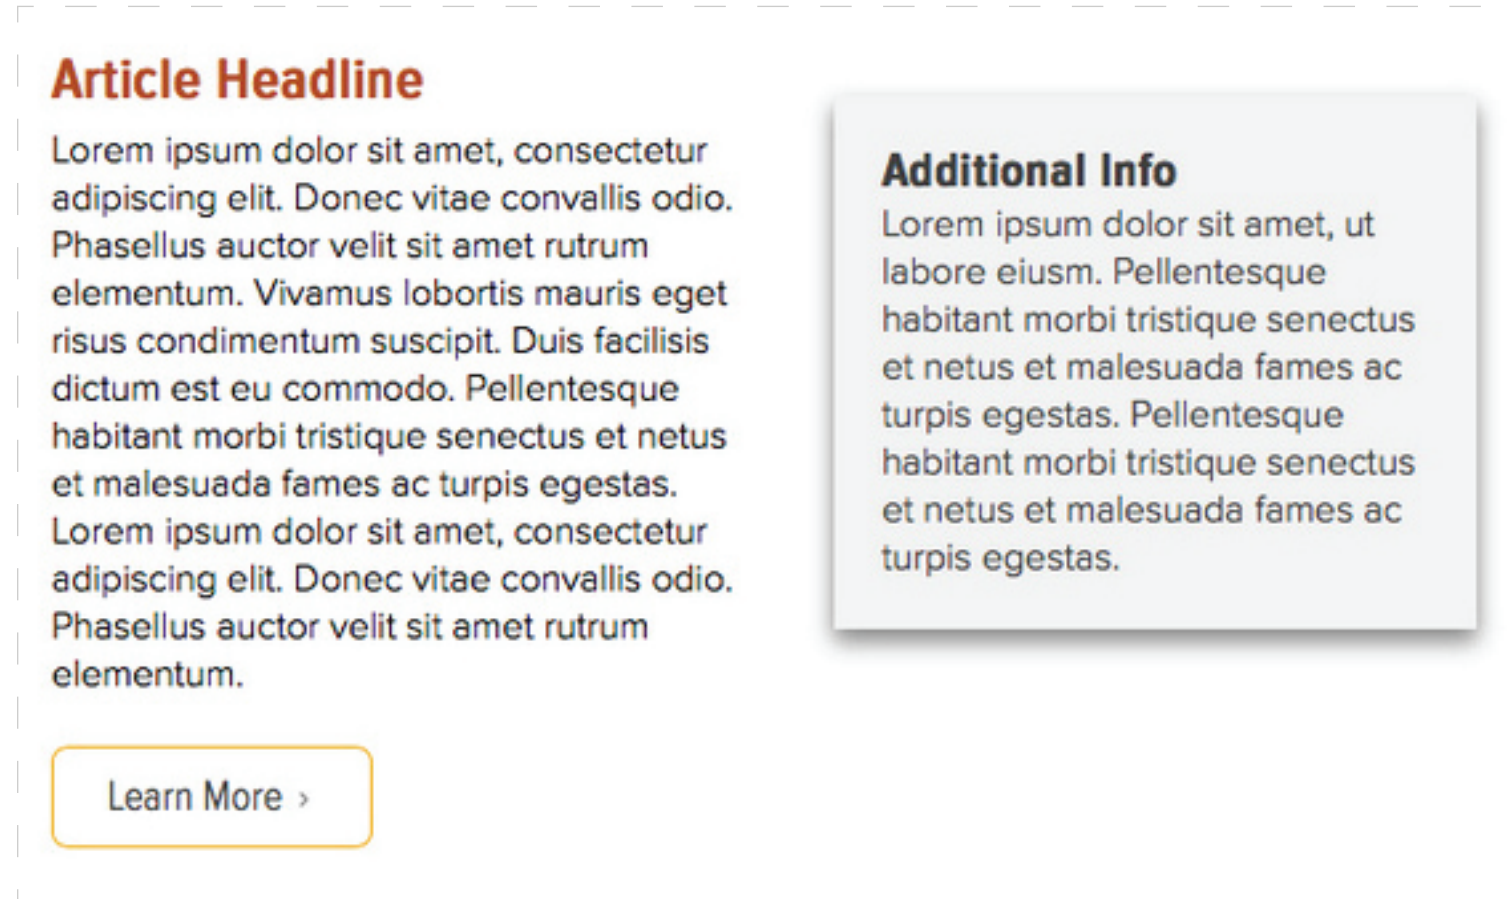 Article Headline
Lorem ipsum dolor sit amet, consectetur
adipiscing elit. Donec vitae convallis odio.
Phasellus auctor velit sit amet rutrum
elementum. Vivamus lobortis mauris eget
risus condimentum suscipit. Duis facilisis
dictum est eu commodo. Pellentesque
habitant morbi tristique senectus et netus
et malesuada fames ac turpis egestas.
Lorem ipsum dolor sit amet, consectetur
adipiscing elit. Donec vitae convallis odio.
Phasellus auctor velit sit amet rutrum
elementum.
Learn More ›
Additional Info
Lorem ipsum dolor sit amet, ut
labore eiusm. Pellentesque
habitant morbi tristique senectus
et netus et malesuada fames ac
turpis egestas. Pellentesque
habitant morbi tristique senectus
et netus et malesuada fames ac
turpis egestas.